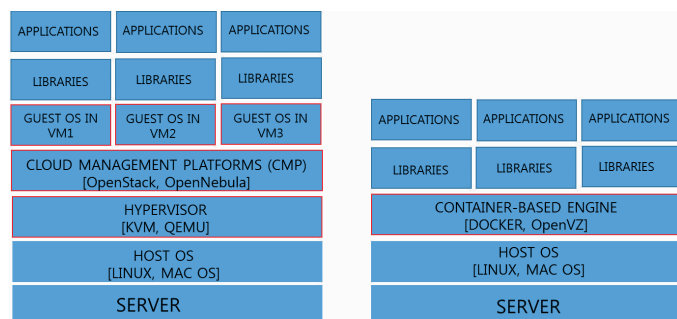 APPLICATIONS APPLICATIONS APPLICATIONS
LIBRARIES LIBRARIES LIBRARIES
GUEST OS IN GUEST OS IN GUEST OS IN
VM1 VM2 VM3
CLOUD MANAGEMENT PLATFORMS (CMP)
[OpenStack, OpenNebula]
HYPERVISOR
[KVM, QEMU]
HOST OS
[LINUX, MAC OS]
SERVER
APPLICATIONS APPLICATIONS APPLICATIONS
LIBRARIES LIBRARIES LIBRARIES
CONTAINER-BASED ENGINE
[DOCKER, OpenVZ]
HOST OS
[LINUX, MAC OS]
SERVER